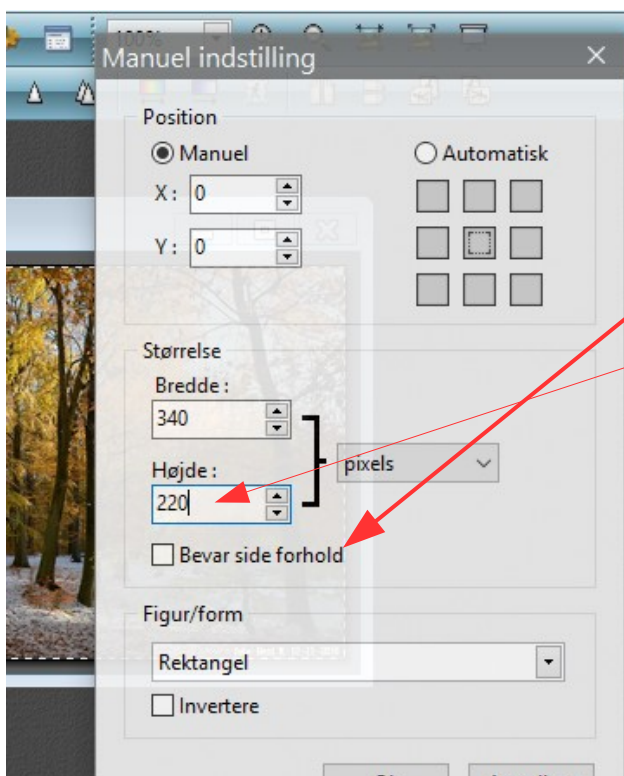 100%
Manuel indstilling
Position
Manuel
Automatisk
X: 0
Y: 0
Størrelse
Bredde:
340
pixels
Højde:
220
Bevar side forhold
Figur/form
Rektangel
Invertere